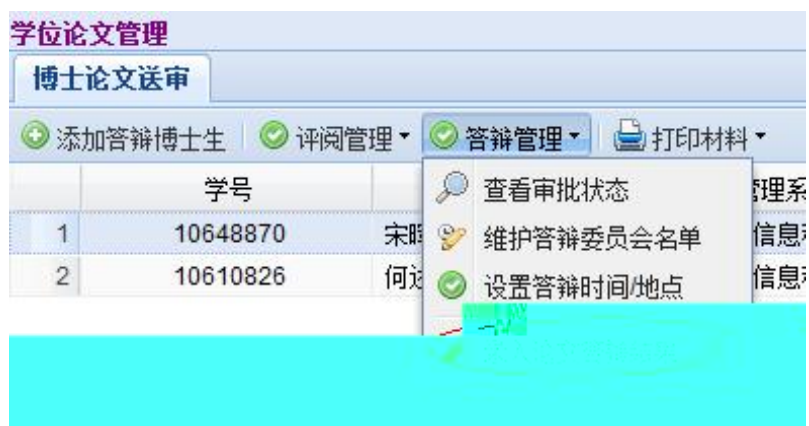 学位论文管理
博士论文送审
添加答辩博士生 评阅管理 答辩管理 打印材料
学号
查看审批状态
管理系
1 10648870 宋
维护答辩委员会名单
信息
2 10610826 何
设置答辩时间/地点
信息